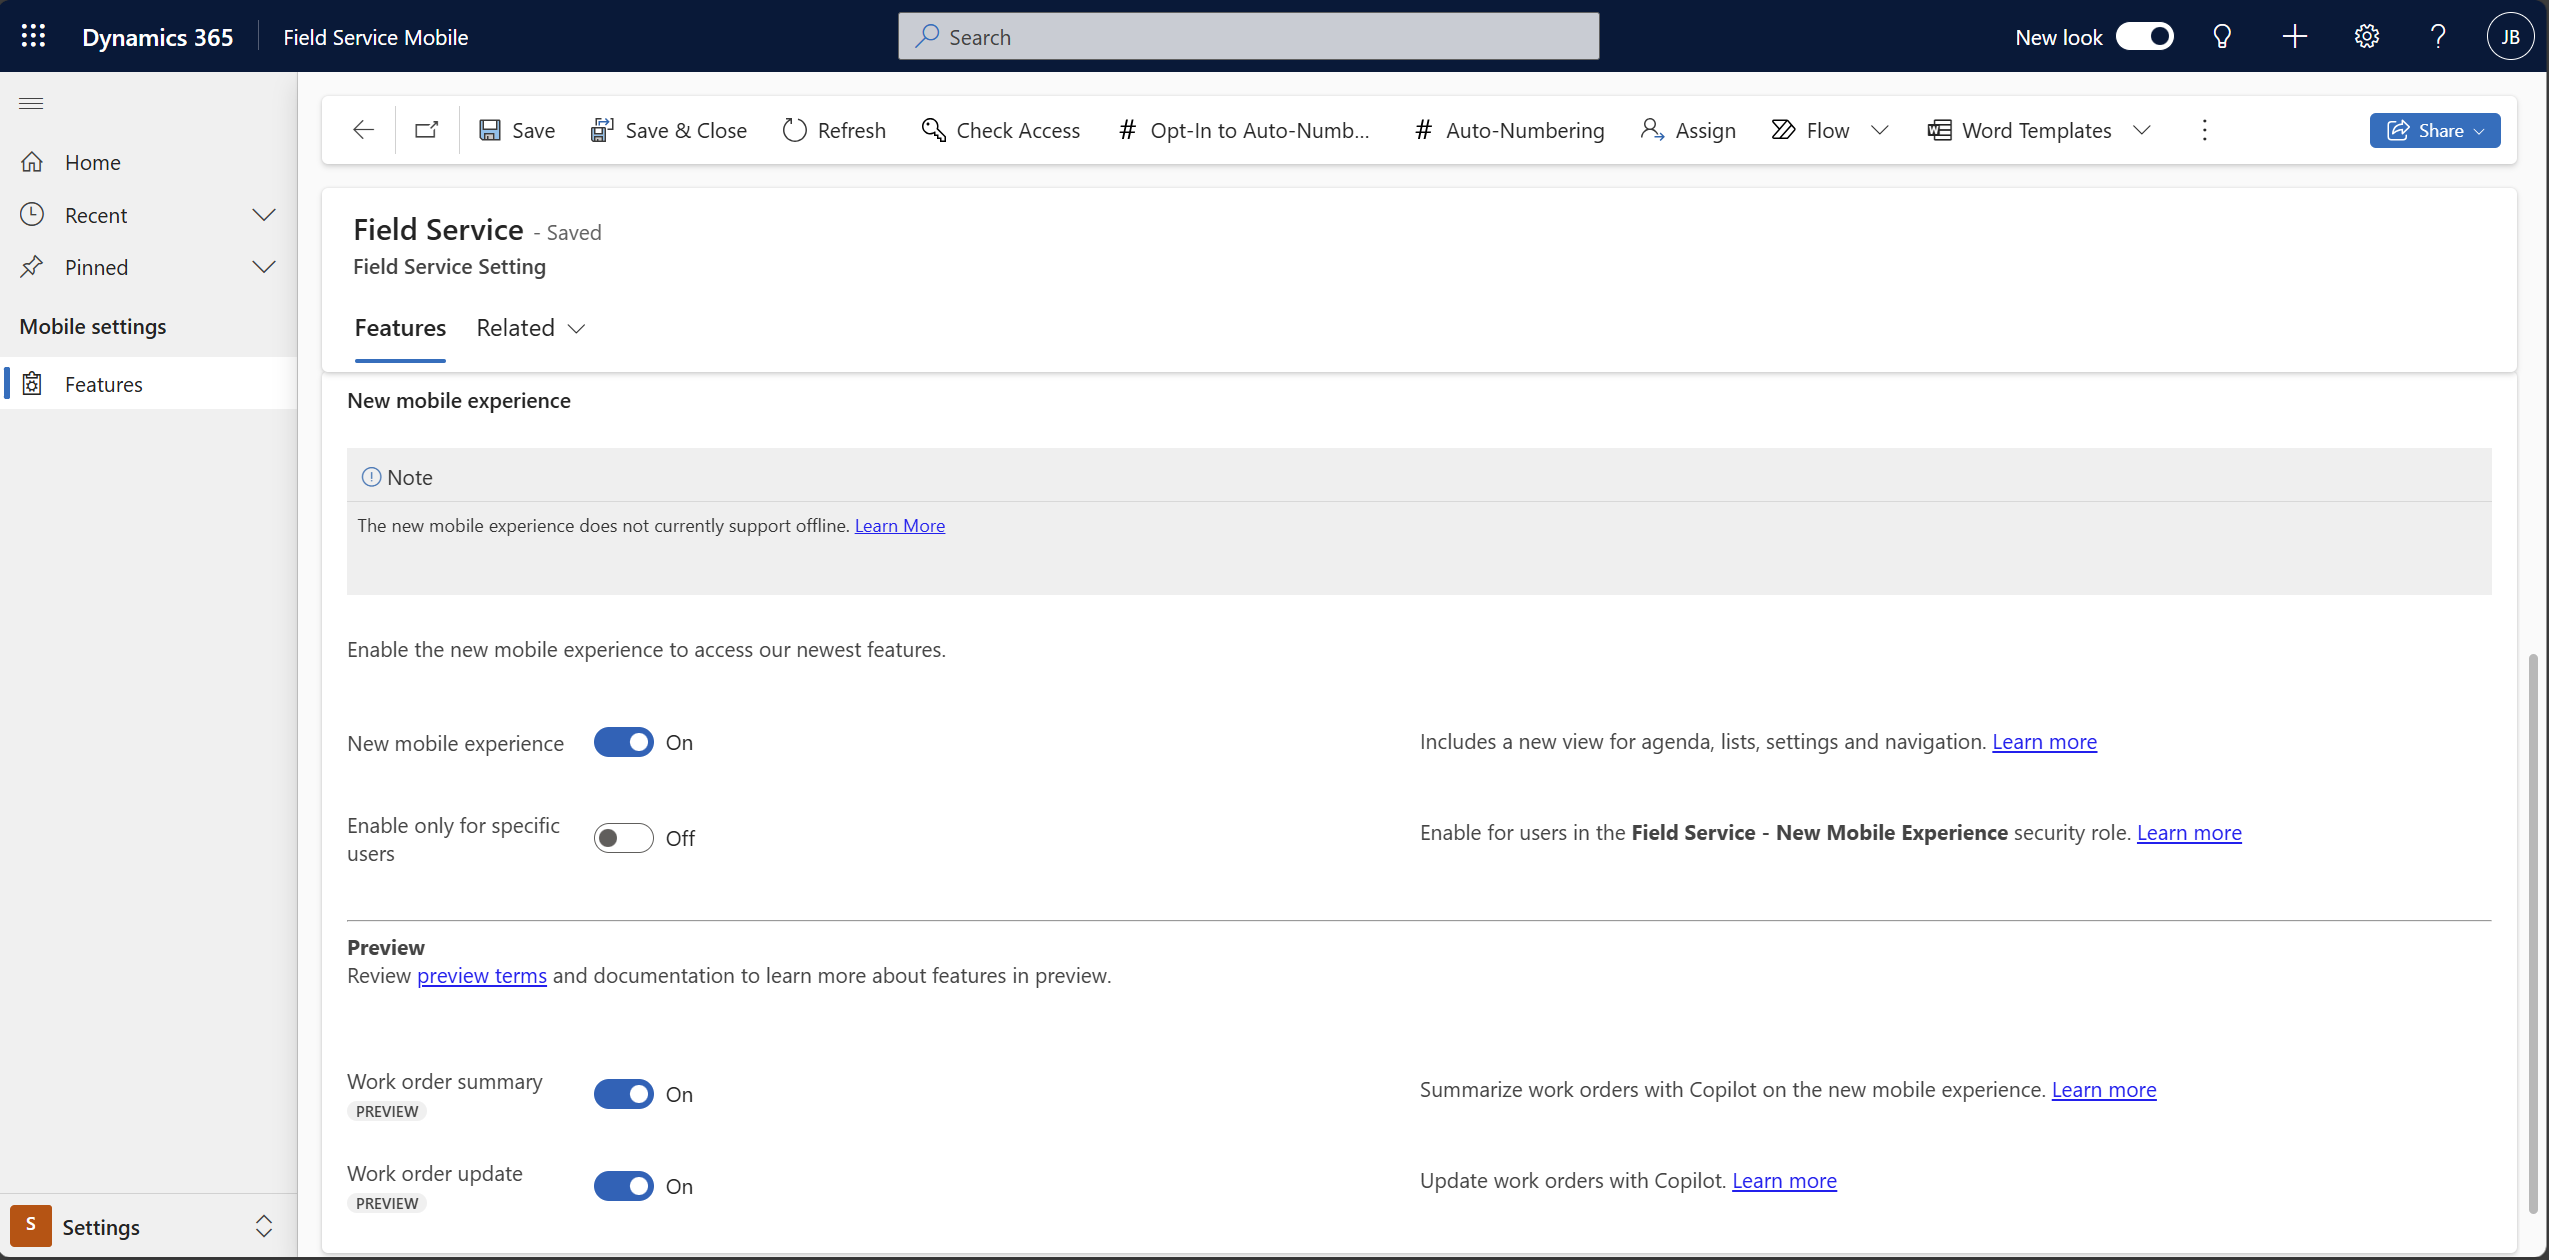 Dynamics 365
Field Service Mobile
Search
New look
JB
Save
Save & Close
Refresh
Check Access
Opt-In to Auto-Numb...
Auto-Numbering
Assign
Flow
Word Templates
Share
Home
Recent
Pinned
Mobile settings
Features
Field Service - Saved
Field Service Setting
Features
Related
New mobile experience
Note
The new mobile experience does not currently support offline. Learn More
Enable the new mobile experience to access our newest features.
New mobile experience
On
Includes a new view for agenda, lists, settings and navigation. Learn more
Enable only for specific
users
Off
Enable for users in the Field Service - New Mobile Experience security role. Learn more
Preview
Review preview terms and documentation to learn more about features in preview.
Work order summary
PREVIEW
On
Summarize work orders with Copilot on the new mobile experience. Learn more
Work order update
PREVIEW
On
Update work orders with Copilot. Learn more
S
Settings